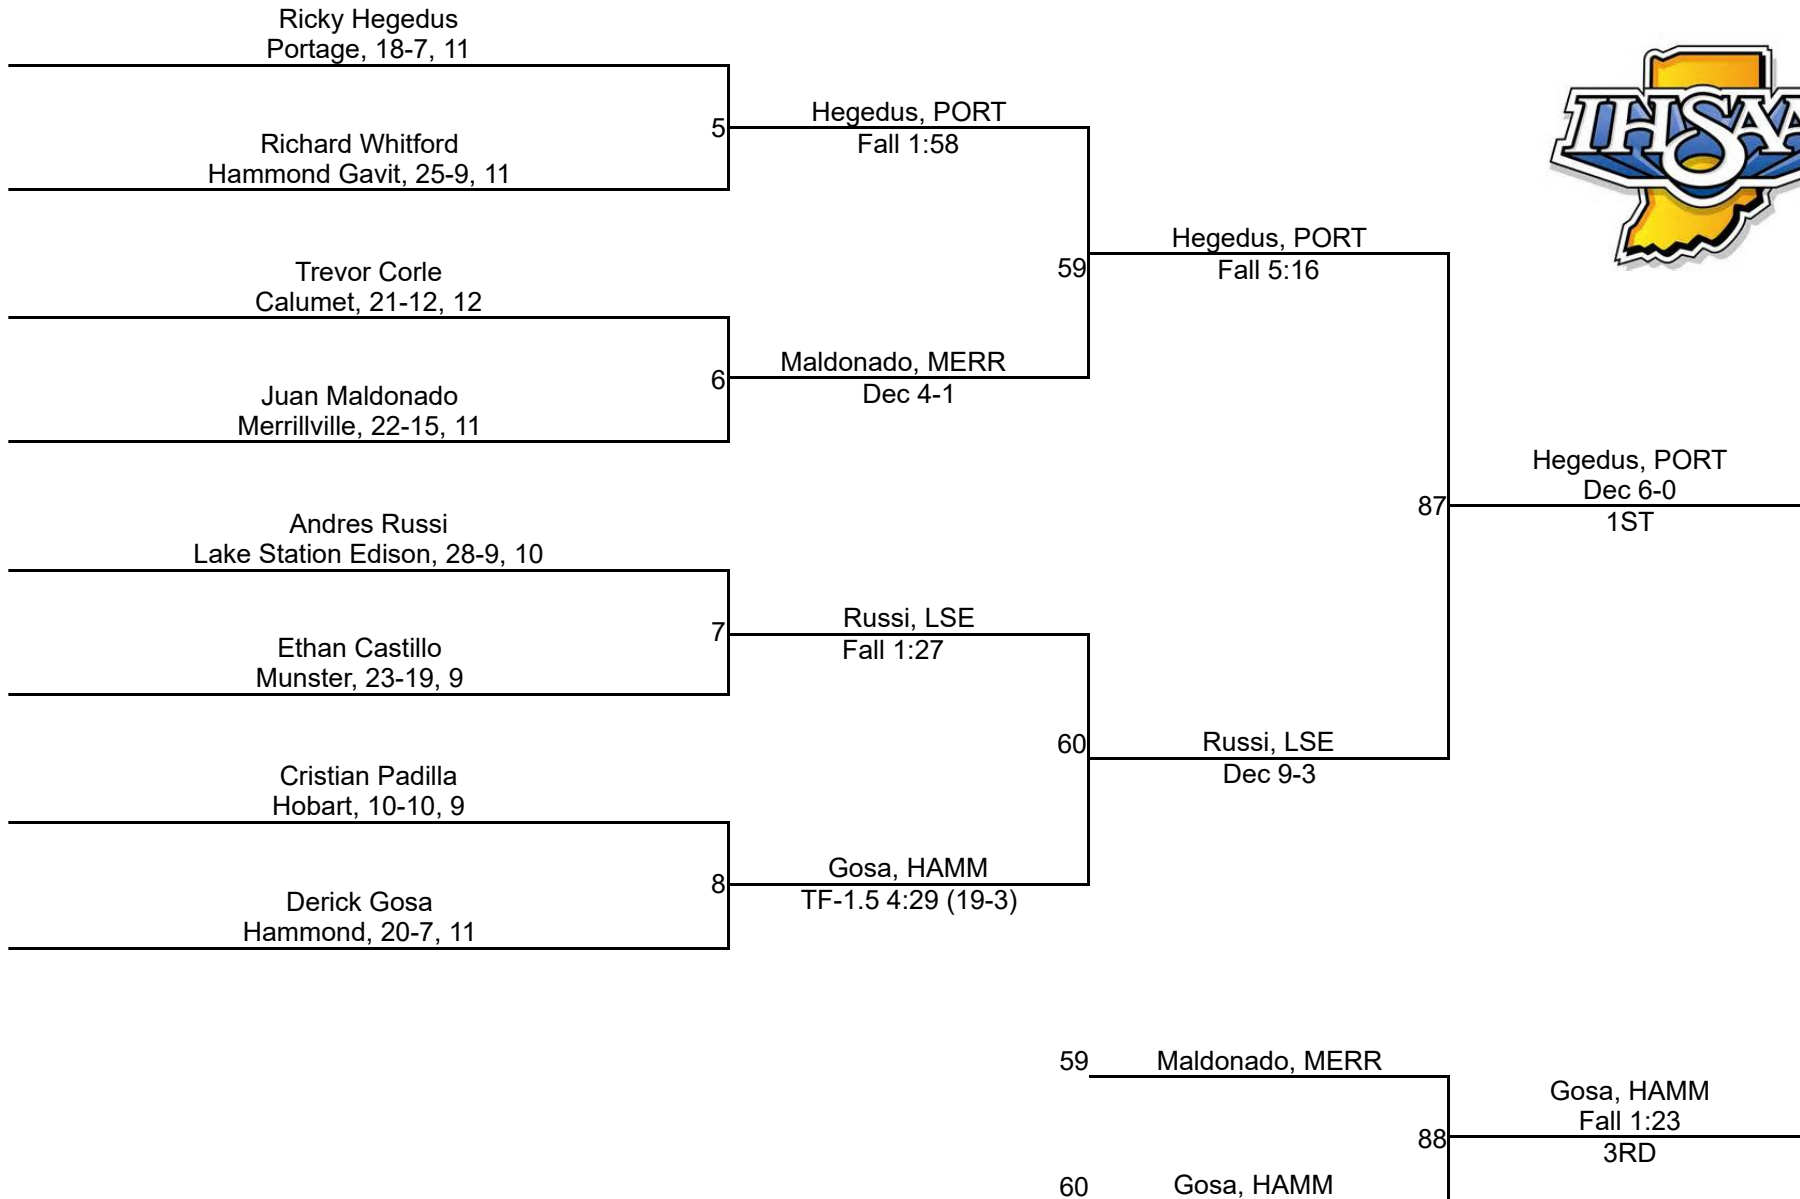 Ricky Hegedus
Portage, 18-7, 11
Richard Whitford
Hammond Gavit, 25-9, 11
5
Hegedus, PORT
Fall 1:58
Trevor Corle
Calumet, 21-12, 12
Juan Maldonado
Merrillville, 22-15, 11
6
Maldonado, MERR
Dec 4-1
59
Hegedus, PORT
Fall 5:16
Andres Russi
Lake Station Edison, 28-9, 10
Ethan Castillo
Munster, 23-19, 9
7
Russi, LSE
Fall 1:27
Cristian Padilla
Hobart, 10-10, 9
Derick Gosa
Hammond, 20-7, 11
8
Gosa, HAMM
TF-1.5 4:29 (19-3)
60
Russi, LSE
Dec 9-3
87
Hegedus, PORT
Dec 6-0
1ST
IHSAA
59
Maldonado, MERR
60
Gosa, HAMM
88
Gosa, HAMM
Fall 1:23
3RD